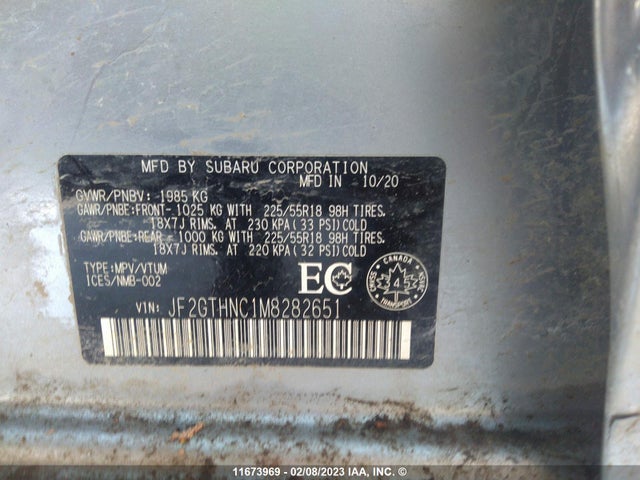 MFD BY SUBARU CORPORATION
MFD IN 10/20
GVWR/PNBV: 1985 KG
GAWR/PNBE:FRONT- 1025 KG WITH 225/55R18 98H TIRES.
18X7J RIMS. AT 230 KPA(33 PSI)COLD
GAWR/PNBE:REAR- 1000 KG WITH 225/55R18 98H TIRES.
18X7J RIMS. AT 220 KPA(32 PSI)COLD
TYPE:MPV/VTUM
ICES/NMB-002
EC
CANADA
4
TRANSPORT
VIN: JF2GTHNC1M8282651
11673969 - 02/08/2023 IAA, INC. ©